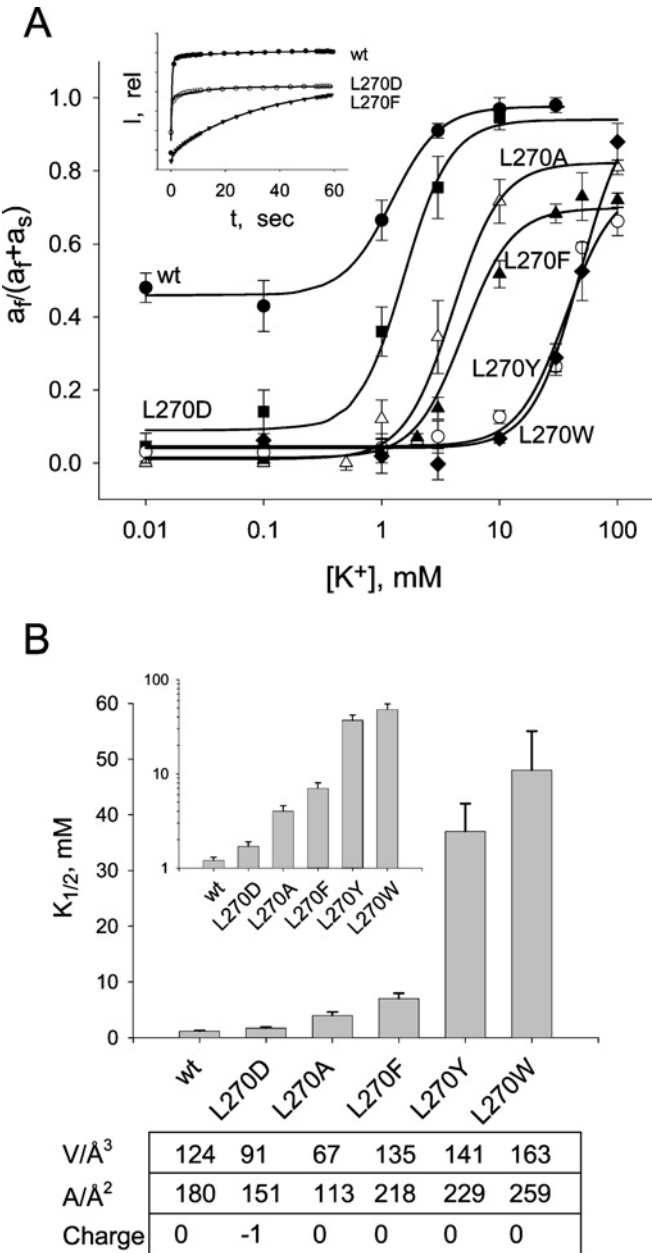 A
I, rel
wt
L270D
L270F
0 20 40 60
t, sec
a_f/(a_f+a_s)
1.0
0.8
0.6
0.4
0.2
0.0
wt
L270D
L270A
L270F
L270Y
L270W
0.01 0.1 1 10 100
[K⁺], mM
B
K_1/2, mM
60
50
40
30
20
10
0
100
10
1
wt L270D L270A L270F L270Y L270W
wt L270D L270A L270F L270Y L270W
V/Å³ 124 91 67 135 141 163
A/Å² 180 151 113 218 229 259
Charge 0 -1 0 0 0 0